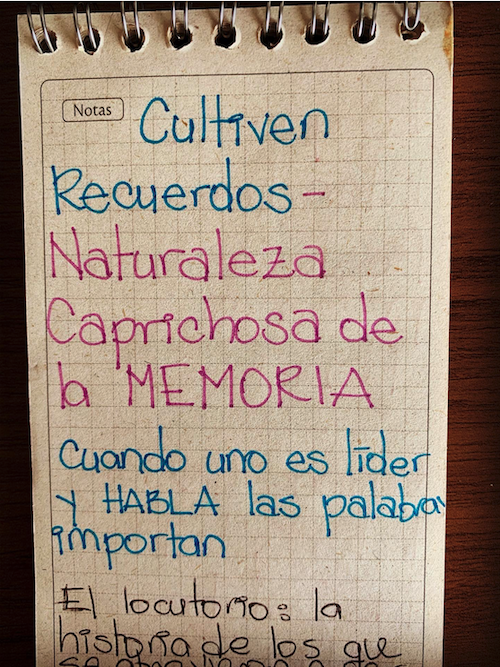 Notas
Cultiven
Recuerdos -
Naturaleza
Caprichosa de
la MEMORIA
Cuando uno es líder
y HABLA las palabras
importan
El locutorio: la
historia de los que